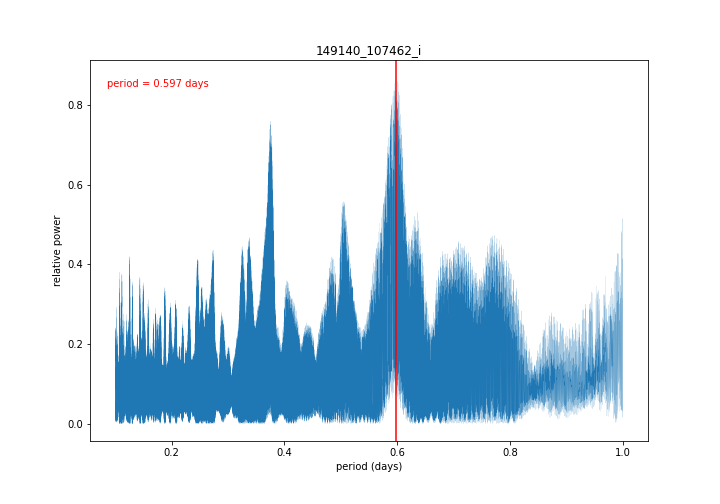 149140_107462_i
period = 0.597 days
relative power
0.8
0.6
0.4
0.2
0.0
0.2 0.4 0.6 0.8 1.0
period (days)